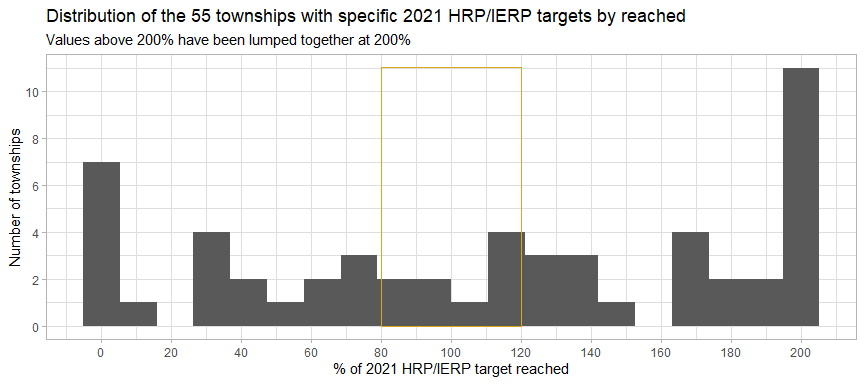 Distribution of the 55 townships with specific 2021 HRP/IERP targets by reached
Values above 200% have been lumped together at 200%
Number of townships
10
8
6
4
2
0
0 20 40 60 80 100 120 140 160 180 200
% of 2021 HRP/IERP target reached